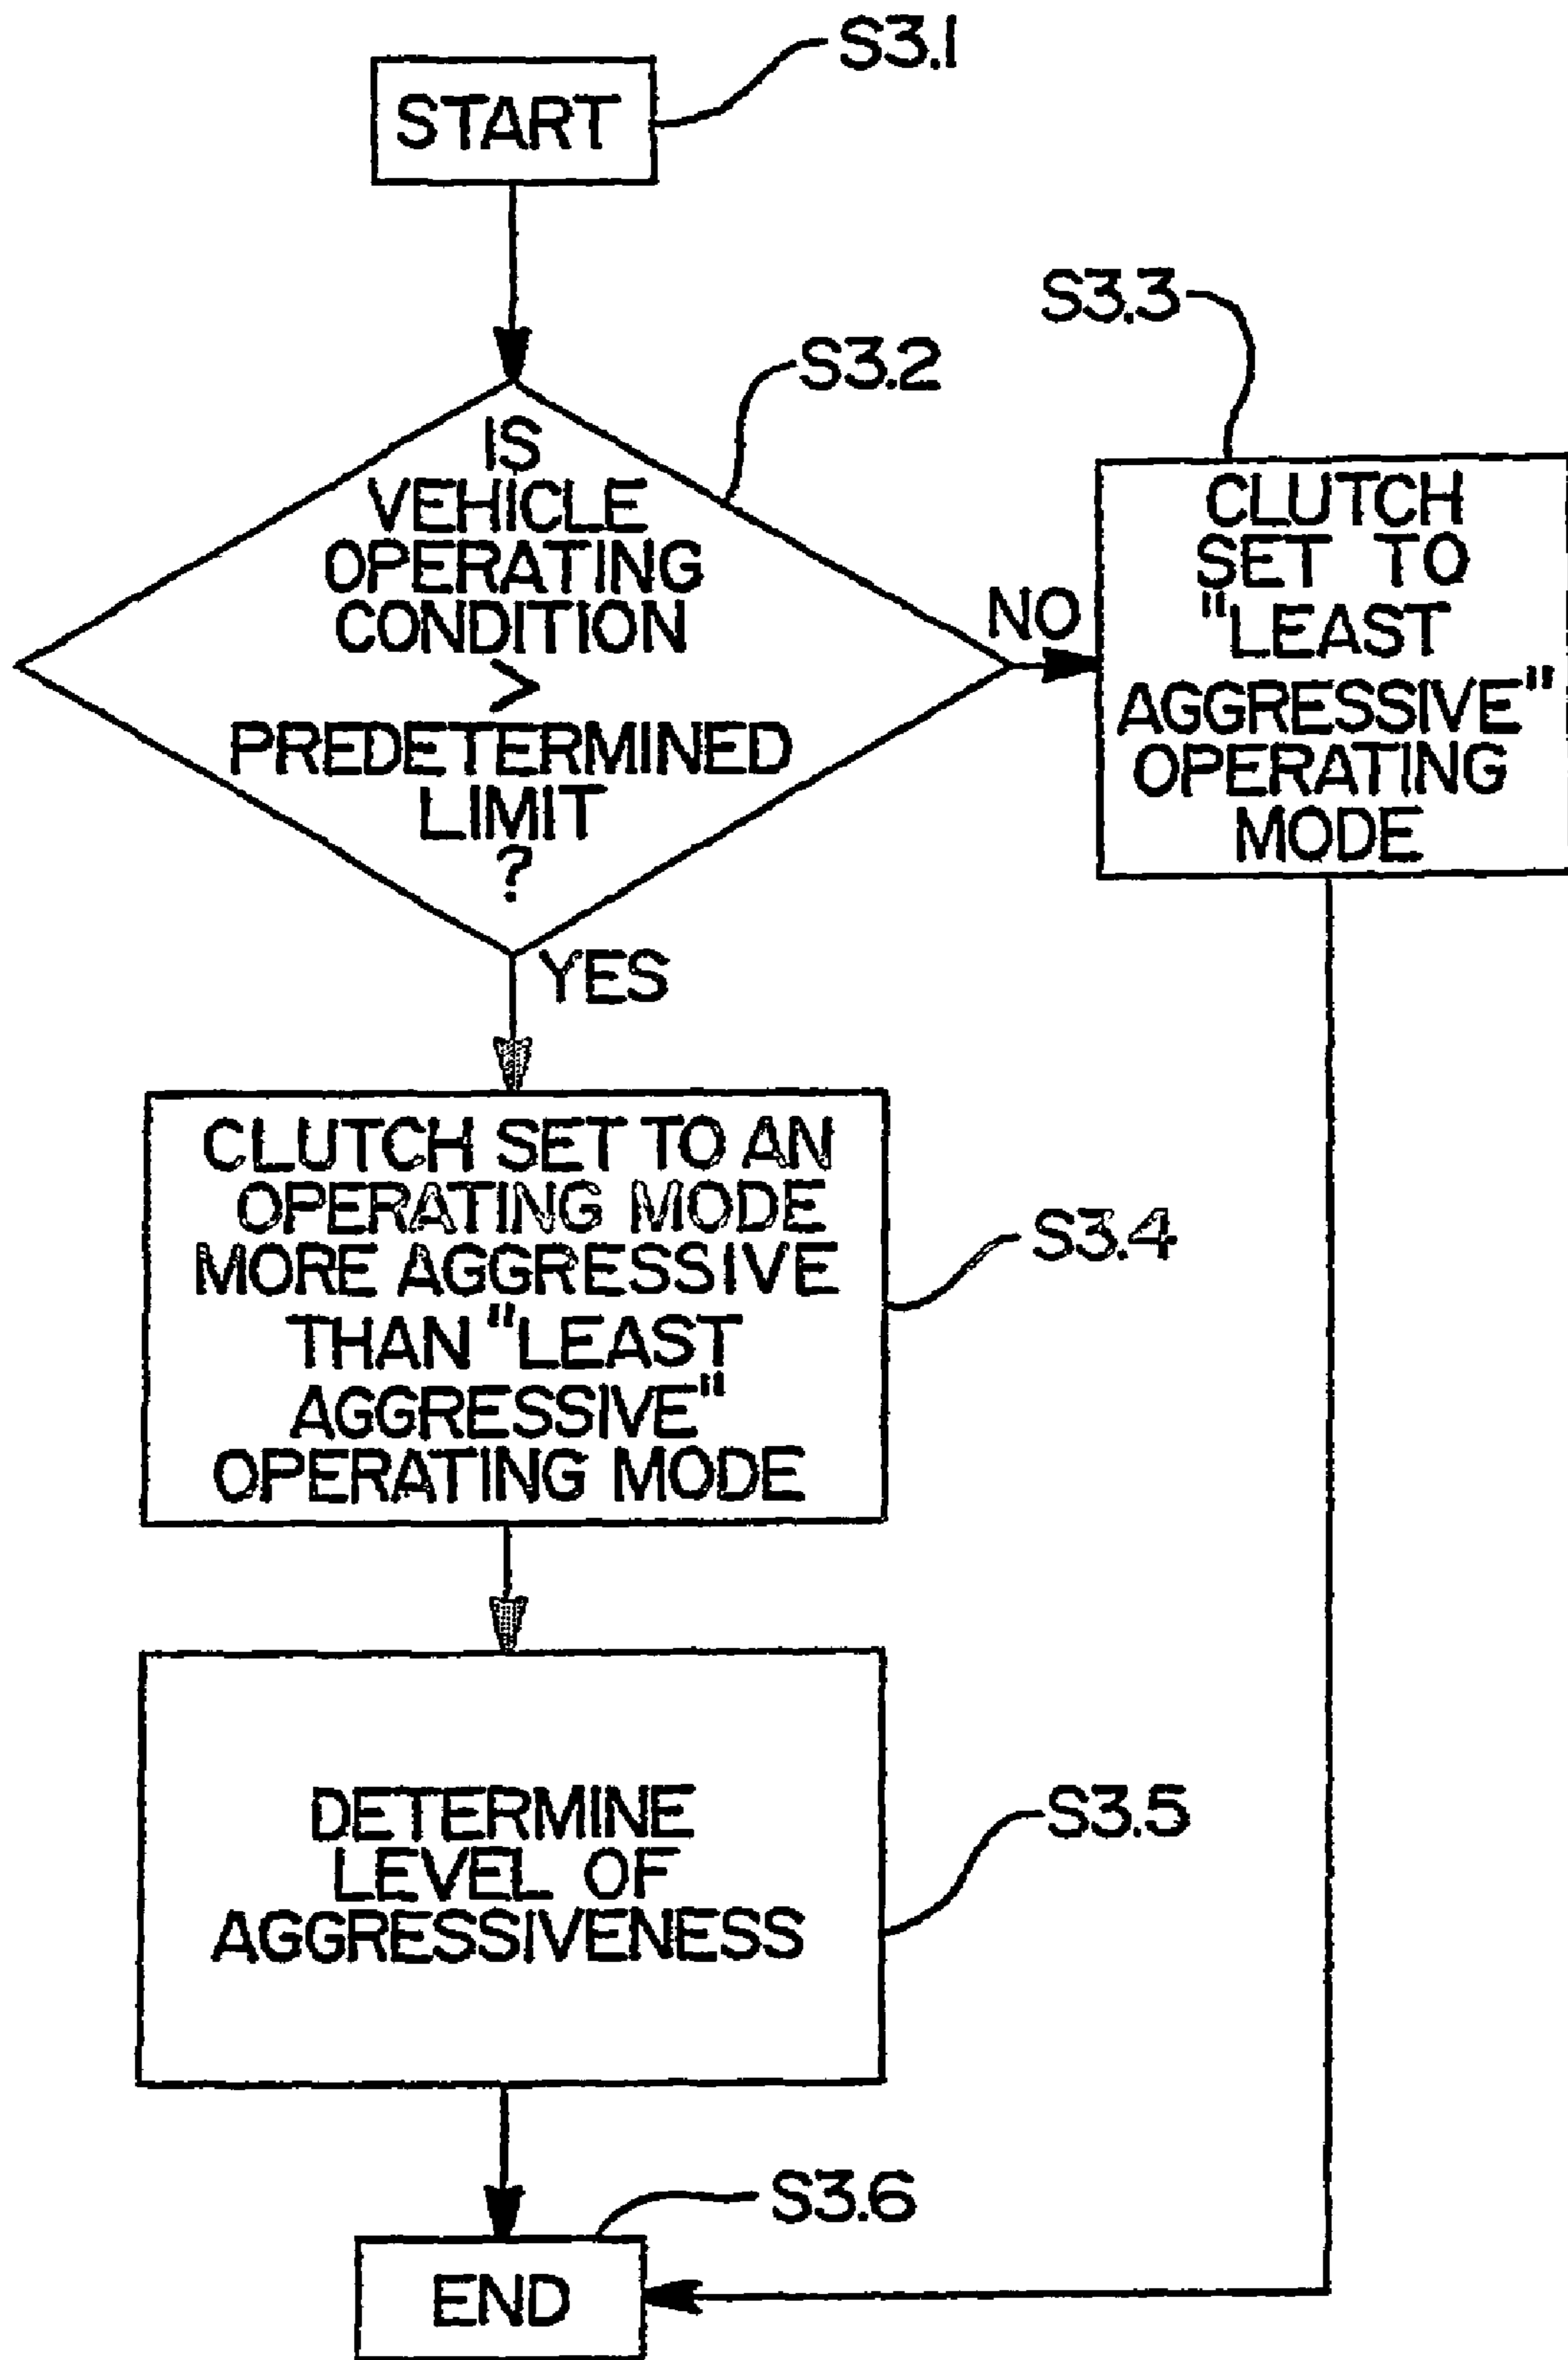 S3.1
START
S3.2
IS
VEHICLE
OPERATING
CONDITION
>
PREDETERMINED
LIMIT
?
NO
S3.3
CLUTCH
SET TO
"LEAST
AGGRESSIVE"
OPERATING
MODE
YES
CLUTCH SET TO AN
OPERATING MODE
MORE AGGRESSIVE
THAN "LEAST
AGGRESSIVE"
OPERATING MODE
S3.4
DETERMINE
LEVEL OF
AGGRESSIVENESS
S3.5
S3.6
END